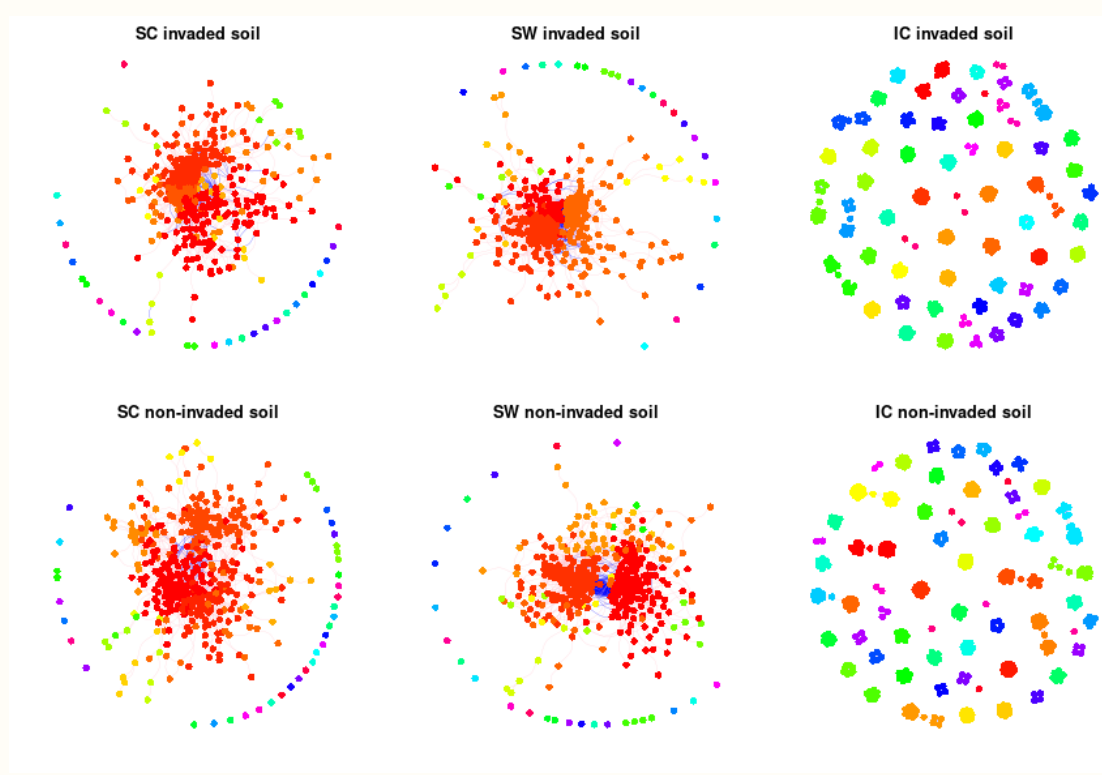 SC invaded soil
SW invaded soil
IC invaded soil
SC non-invaded soil
SW non-invaded soil
IC non-invaded soil